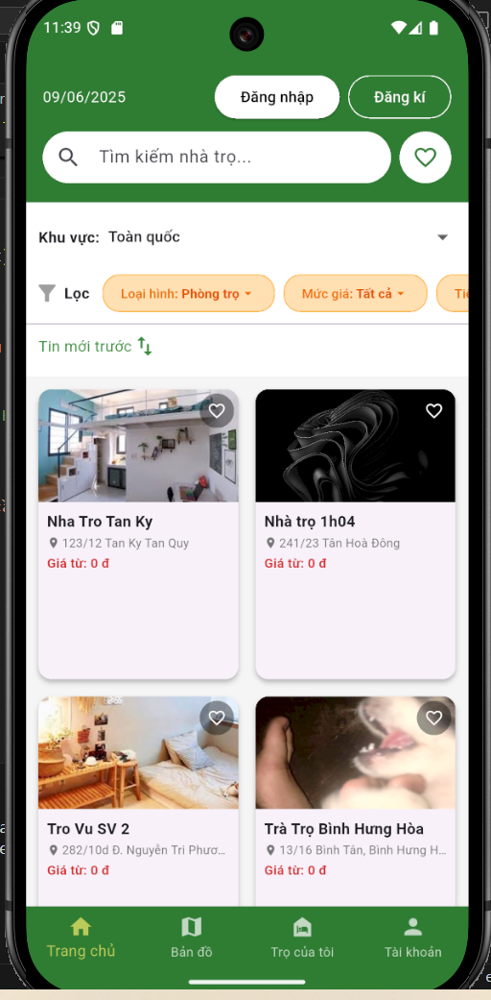 11:39
09/06/2025
Đăng nhập
Đăng kí
Tìm kiếm nhà trọ...
Khu vực: Toàn quốc
Lọc
Loại hình: Phòng trọ
Mức giá: Tất cả
Tin mới trước
Nha Tro Tan Ky
123/12 Tan Ky Tan Quy
Giá từ: 0 đ
Nhà trọ 1h04
241/23 Tân Hoà Đông
Giá từ: 0 đ
Tro Vu SV 2
282/10d Đ. Nguyễn Tri Phươ...
Giá từ: 0 đ
Trà Trọ Bình Hưng Hòa
13/16 Bình Tân, Bình Hưng H...
Giá từ: 0 đ
Trang chủ
Bản đồ
Trọ của tôi
Tài khoản